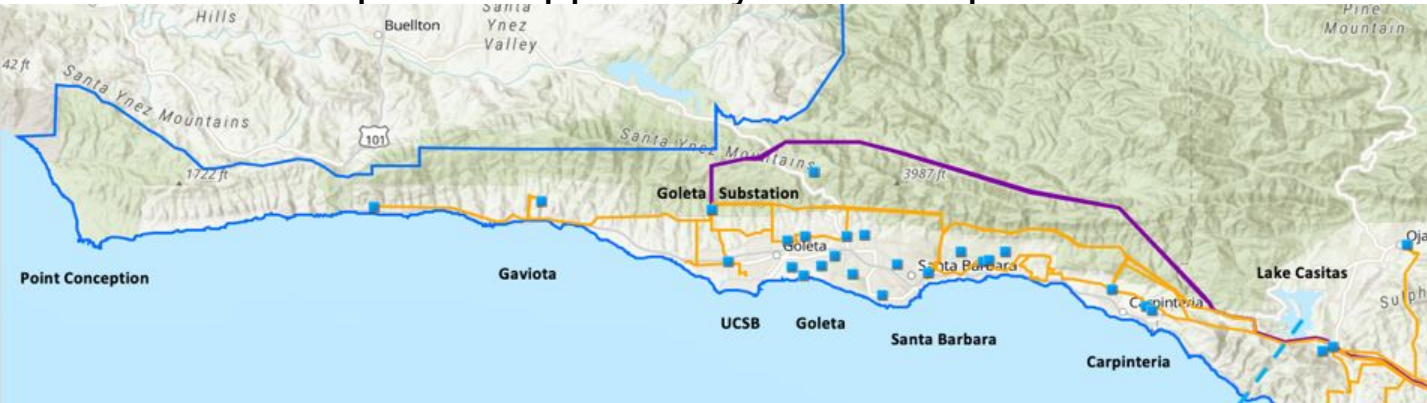 Hills
Buellton
Santa
Ynez
Valley
Pine
Mountain
42 ft
Santa Ynez Mountains
101
1722 ft
Santa Ynez Mountains
3987 ft
Goleta Substation
Goleta
Santa Barbara
Carpinteria
Lake Casitas
Point Conception
Gaviota
UCSB
Goleta
Santa Barbara
Carpinteria